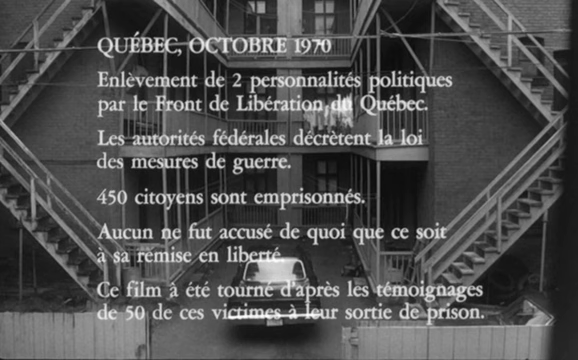 QUÉBEC, OCTOBRE 1970
Enlèvement de 2 personnalités politiques
par le Front de Libération du Québec.
Les autorités fédérales décrètent la loi
des mesures de guerre.
450 citoyens sont emprisonnés.
Aucun ne fut accusé de quoi que ce soit
à sa remise en liberté.
Ce film à été tourné d'après les témoignages
de 50 de ces victimes à leur sortie de prison.